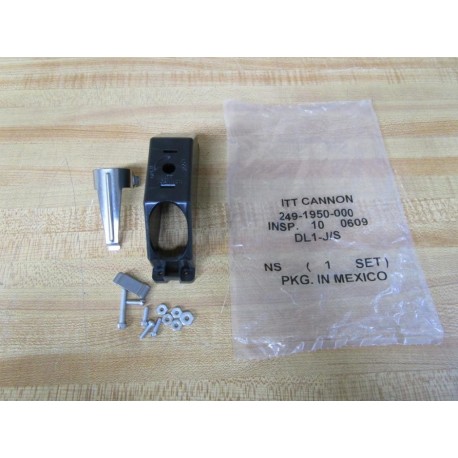 ITT CANNON
249-1950-000
INSP. 10 0609
DL1-J/S
NS ( 1 SET )
PKG. IN MEXICO